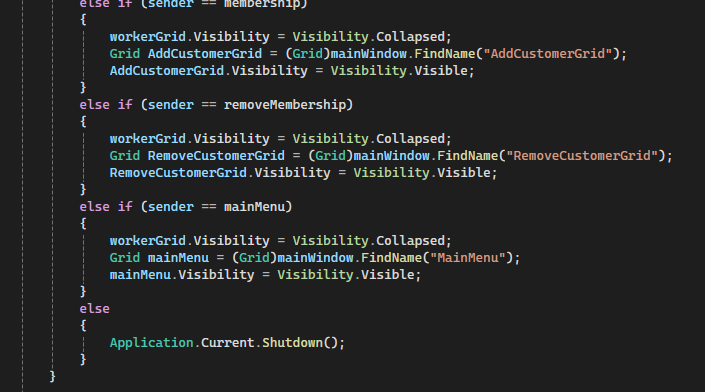 else if (sender == membership)
{
workerGrid.Visibility = Visibility.Collapsed;
Grid AddCustomerGrid = (Grid)mainWindow.FindName("AddCustomerGrid");
AddCustomerGrid.Visibility = Visibility.Visible;
}
else if (sender == removeMembership)
{
workerGrid.Visibility = Visibility.Collapsed;
Grid RemoveCustomerGrid = (Grid)mainWindow.FindName("RemoveCustomerGrid");
RemoveCustomerGrid.Visibility = Visibility.Visible;
}
else if (sender == mainMenu)
{
workerGrid.Visibility = Visibility.Collapsed;
Grid mainMenu = (Grid)mainWindow.FindName("MainMenu");
mainMenu.Visibility = Visibility.Visible;
}
else
{
Application.Current.Shutdown();
}
}